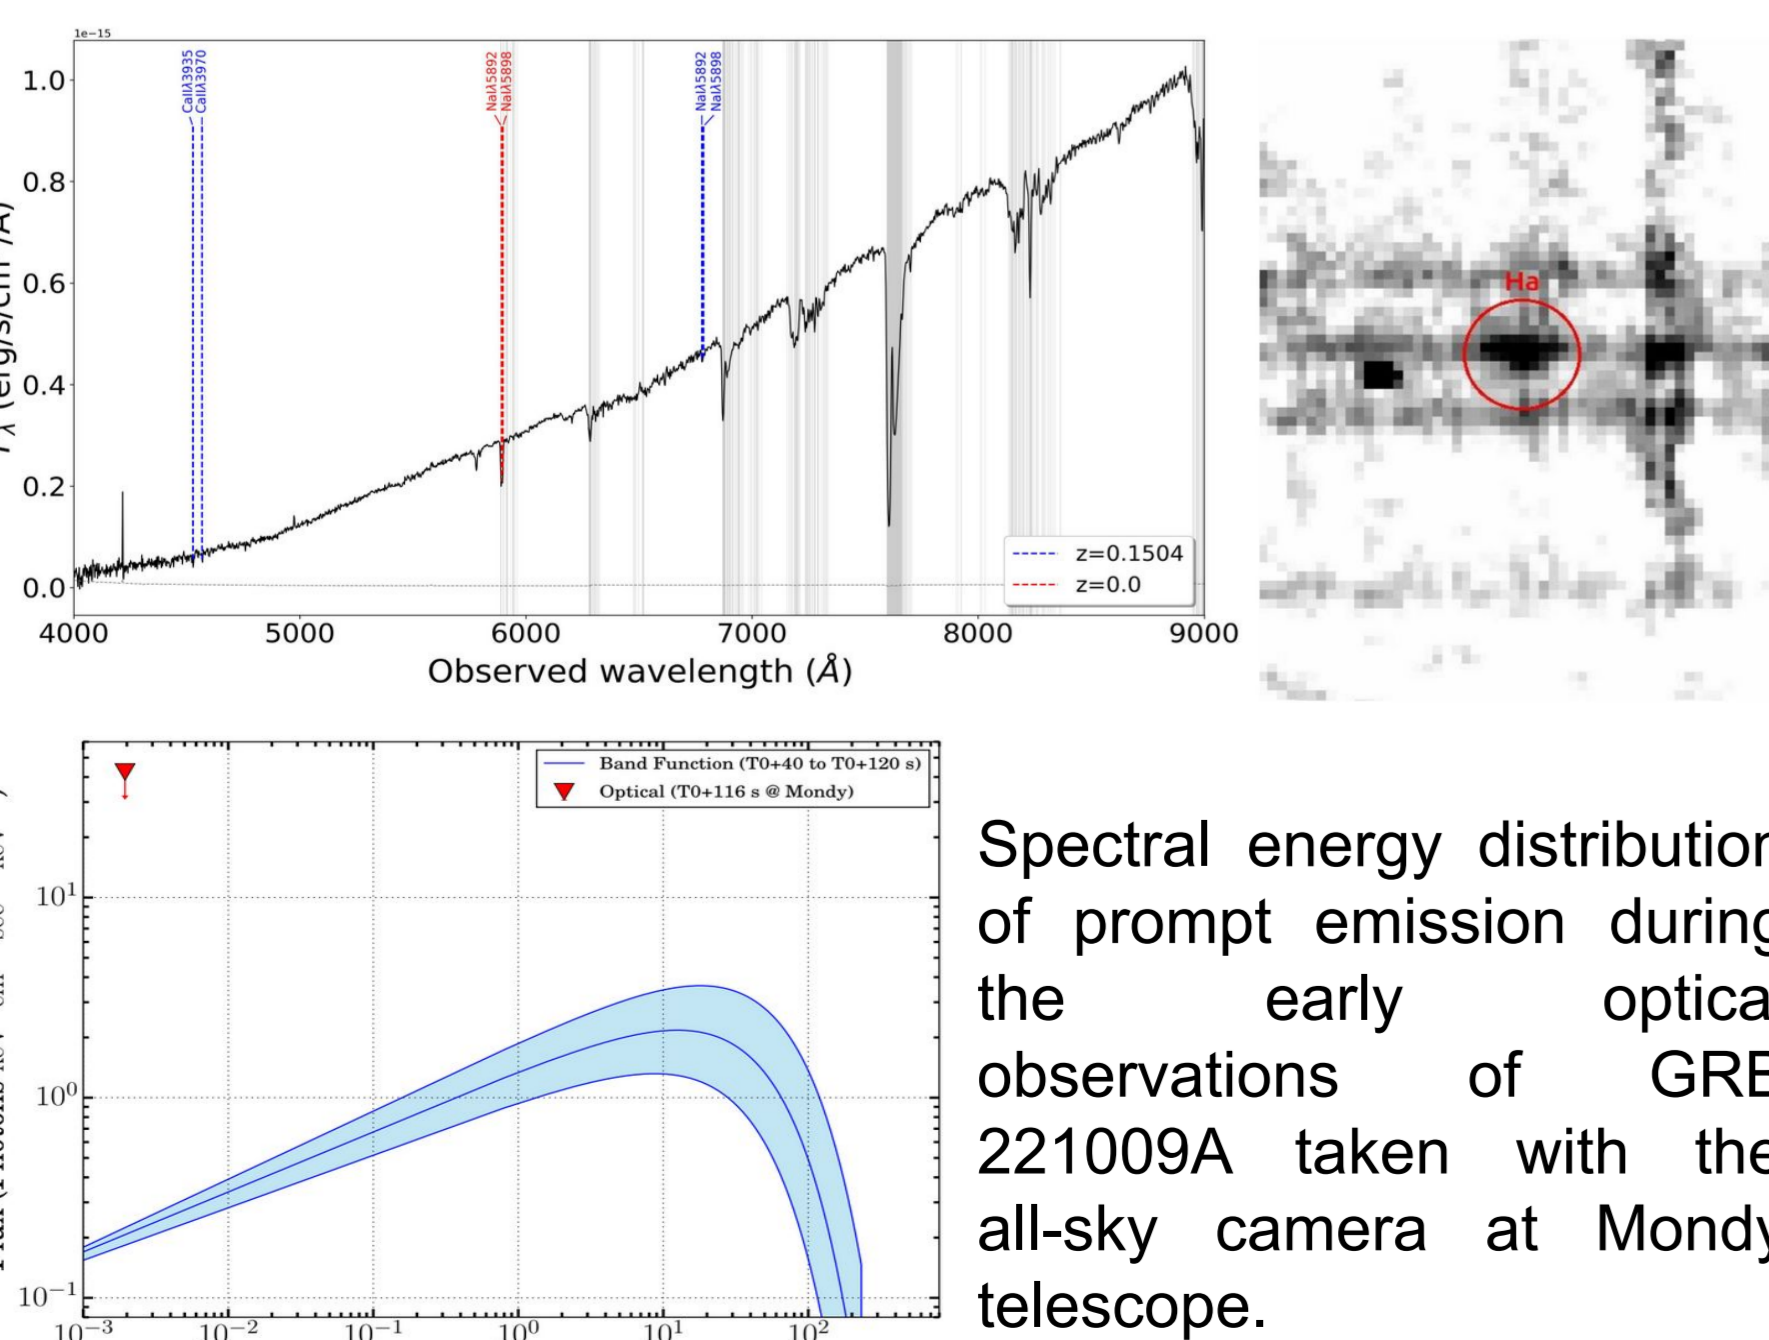 1e−15
CaIIλ3935
CaIIλ3970
NaIλ5892
NaIλ5898
NaIλ5892
NaIλ5898
1.0
0.8
0.6
0.4
0.2
0.0
z=0.1504
z=0.0
4000 5000 6000 7000 8000 9000
Observed wavelength (Å)
Ha
Band Function (T0+40 to T0+120 s)
Optical (T0+116 s @ Mondy)
10¹
10⁰
10⁻¹
10⁻³ 10⁻² 10⁻¹ 10⁰ 10¹ 10²
Spectral energy distribution
of prompt emission during
the early optical
observations of GRB
221009A taken with the
all-sky camera at Mondy
telescope.